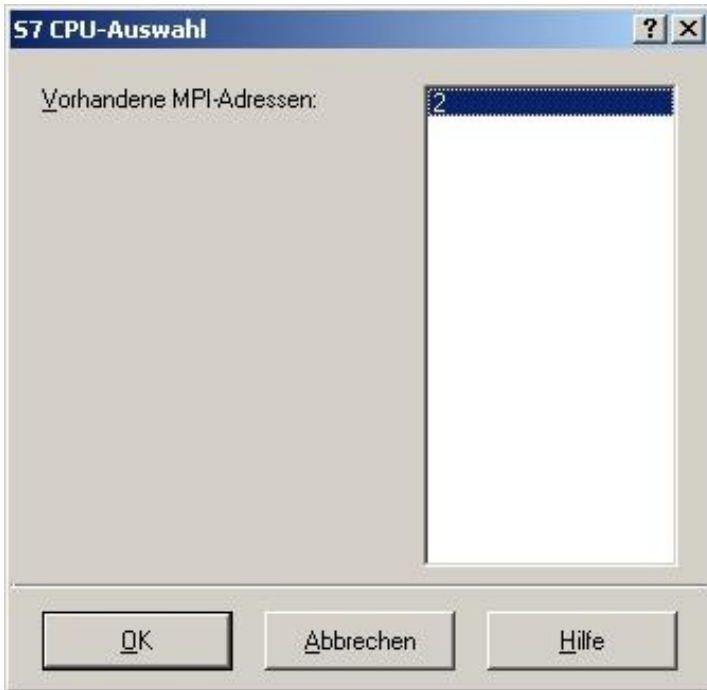 S7 CPU-Auswahl
Vorhandene MPI-Adressen:
2
OK
Abbrechen
Hilfe